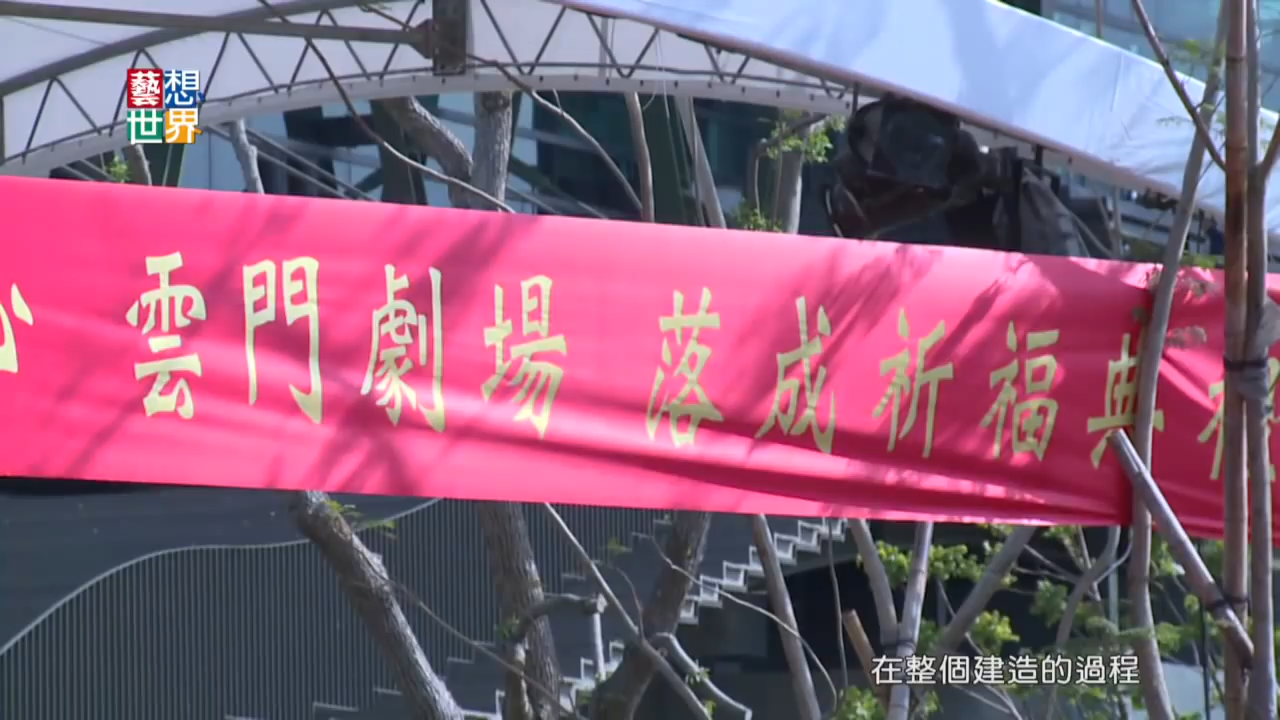 藝想
世界
雲門劇場 落成祈福典
在整個建造的過程